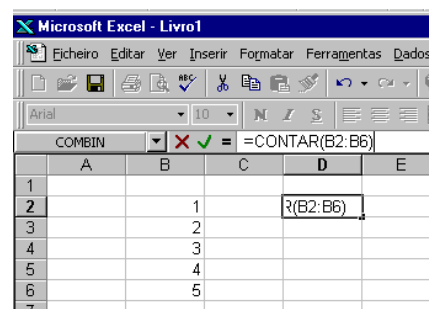 Microsoft Excel - Livro1
Ficheiro Editar Ver Inserir Formatar Ferramentas Dados
Arial 10 N I S
COMBIN = =CONTAR(B2:B6)
A B C D E
1
2 1 R(B2:B6)
3 2
4 3
5 4
6 5